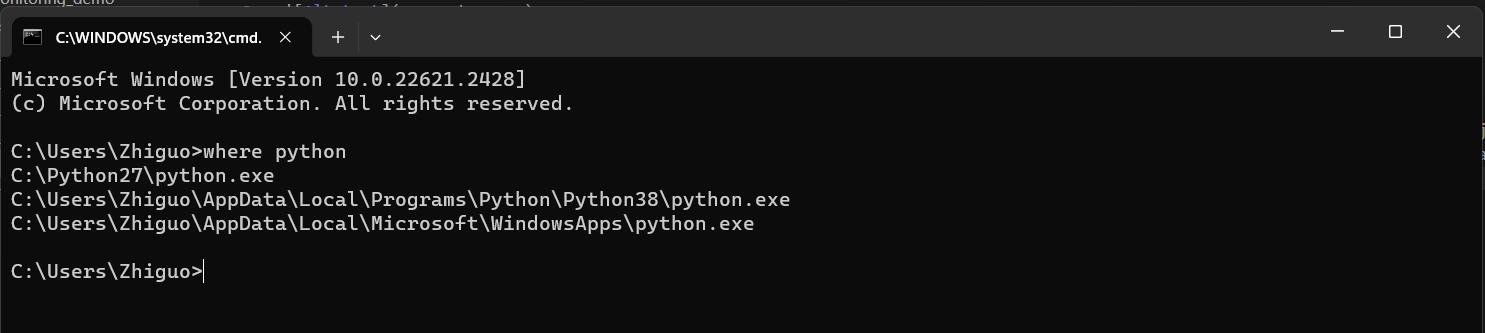 onitoring_demo
C:\WINDOWS\system32\cmd.
Microsoft Windows [Version 10.0.22621.2428]
(c) Microsoft Corporation. All rights reserved.
C:\Users\Zhiguo>where python
C:\Python27\python.exe
C:\Users\Zhiguo\AppData\Local\Programs\Python\Python38\python.exe
C:\Users\Zhiguo\AppData\Local\Microsoft\WindowsApps\python.exe
C:\Users\Zhiguo>